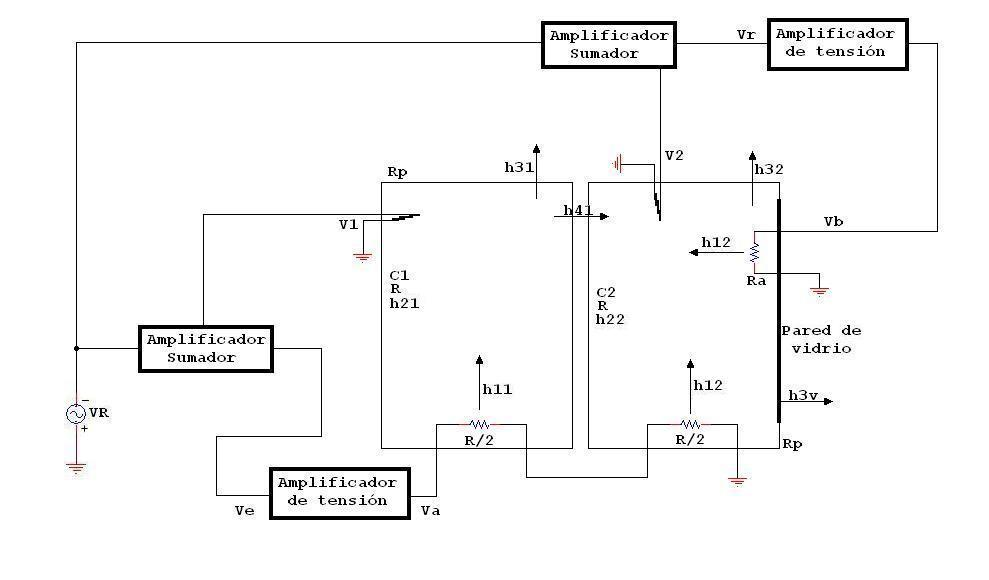 Amplificador
Sumador
Vr
Amplificador
de tensión
Rp
h31
V2
h32
V1
h41
Vb
h12
Ra
C1
R
h21
C2
R
h22
Amplificador
Sumador
Pared de
vidrio
h11
h12
h3v
VR
R/2
R/2
Rp
Amplificador
de tensión
Ve
Va